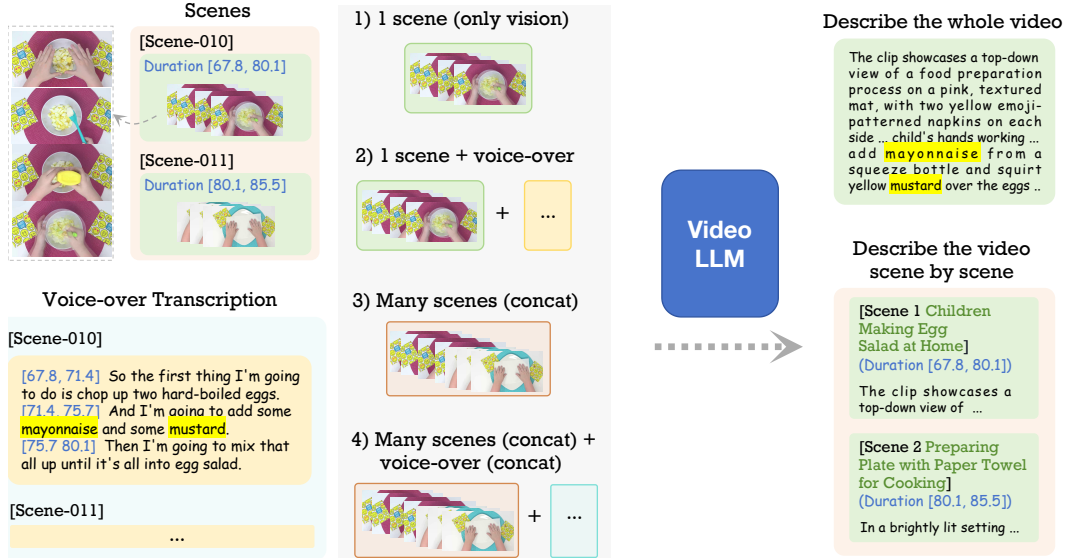 Scenes
[Scene-010]
Duration [67.8, 80.1]
[Scene-011]
Duration [80.1, 85.5]
Voice-over Transcription
[Scene-010]
[67.8, 71.4] So the first thing I'm going
to do is chop up two hard-boiled eggs.
[71.4, 75.7] And I'm going to add some
mayonnaise and some mustard.
[75.7 80.1] Then I'm going to mix that
all up until it's all into egg salad.
[Scene-011]
...
1) 1 scene (only vision)
2) 1 scene + voice-over
+
...
3) Many scenes (concat)
4) Many scenes (concat) +
voice-over (concat)
+
...
Video
LLM
Describe the whole video
The clip showcases a top-down
view of a food preparation
process on a pink, textured
mat, with two yellow emoji-
patterned napkins on each
side ... child's hands working ...
add mayonnaise from a
squeeze bottle and squirt
yellow mustard over the eggs ..
Describe the video
scene by scene
[Scene 1 Children
Making Egg
Salad at Home]
(Duration [67.8, 80.1])
The clip showcases a
top-down view of ...
[Scene 2 Preparing
Plate with Paper Towel
for Cooking]
(Duration [80.1, 85.5])
In a brightly lit setting ...